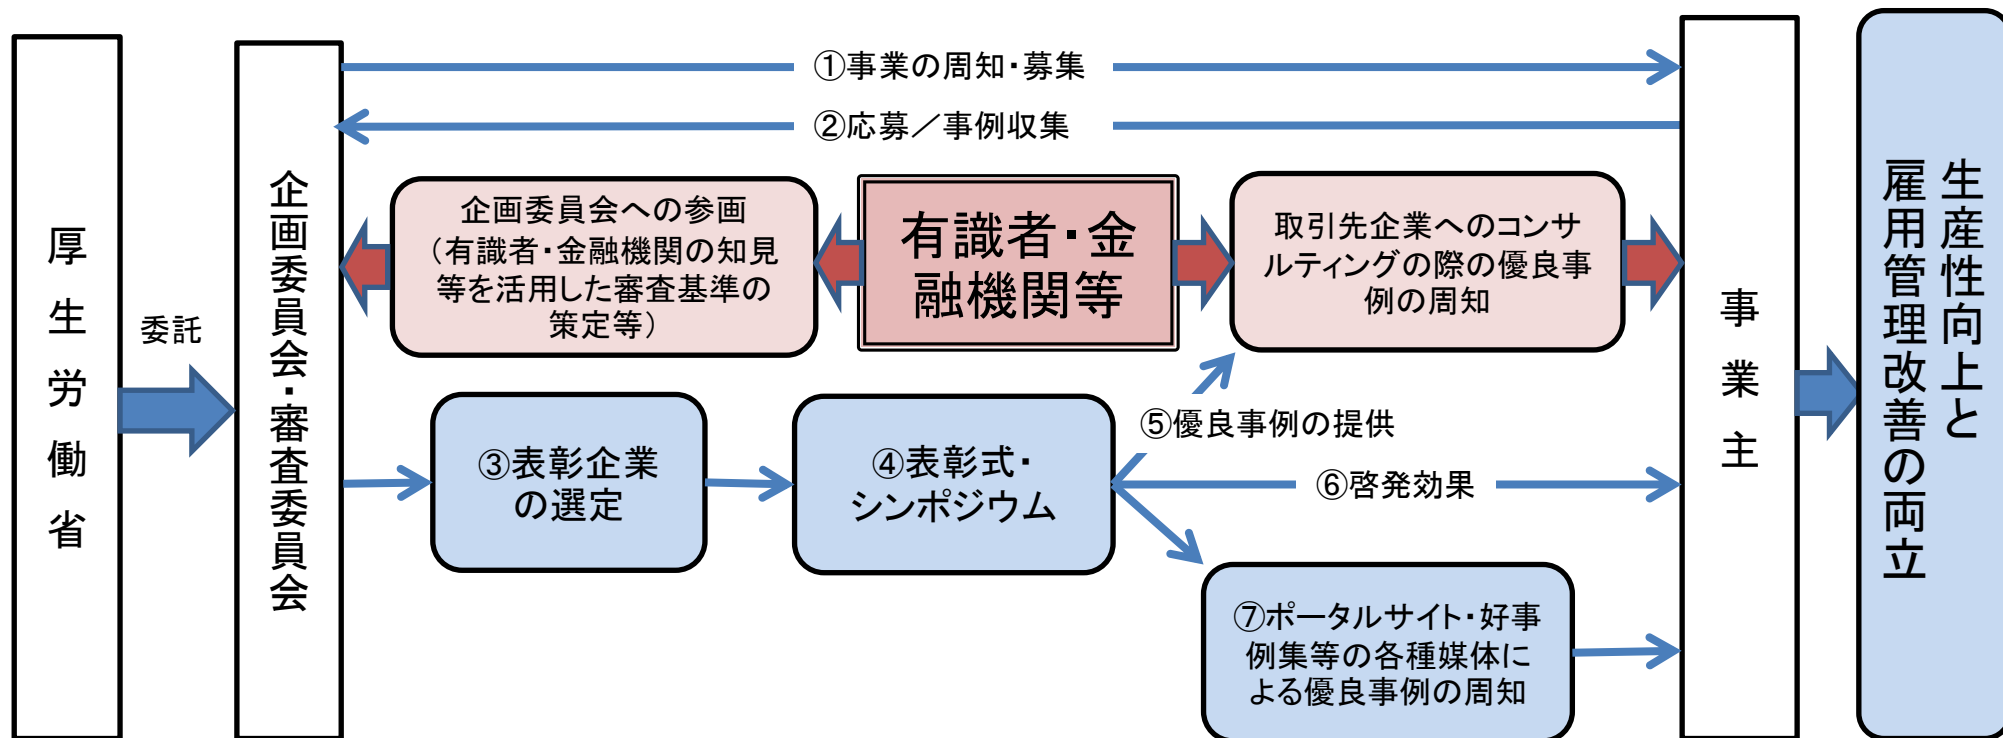 厚生労働省
委託
企画委員会・審査委員会
①事業の周知・募集
②応募／事例収集
企画委員会への参画
（有識者・金融機関の知見
等を活用した審査基準の
策定等）
有識者・金
融機関等
取引先企業へのコンサ
ルティングの際の優良事
例の周知
③表彰企業
の選定
④表彰式・
シンポジウム
⑤優良事例の提供
⑥啓発効果
⑦ポータルサイト・好事
例集等の各種媒体に
よる優良事例の周知
事業主
生産性向上と
雇用管理改善の両立